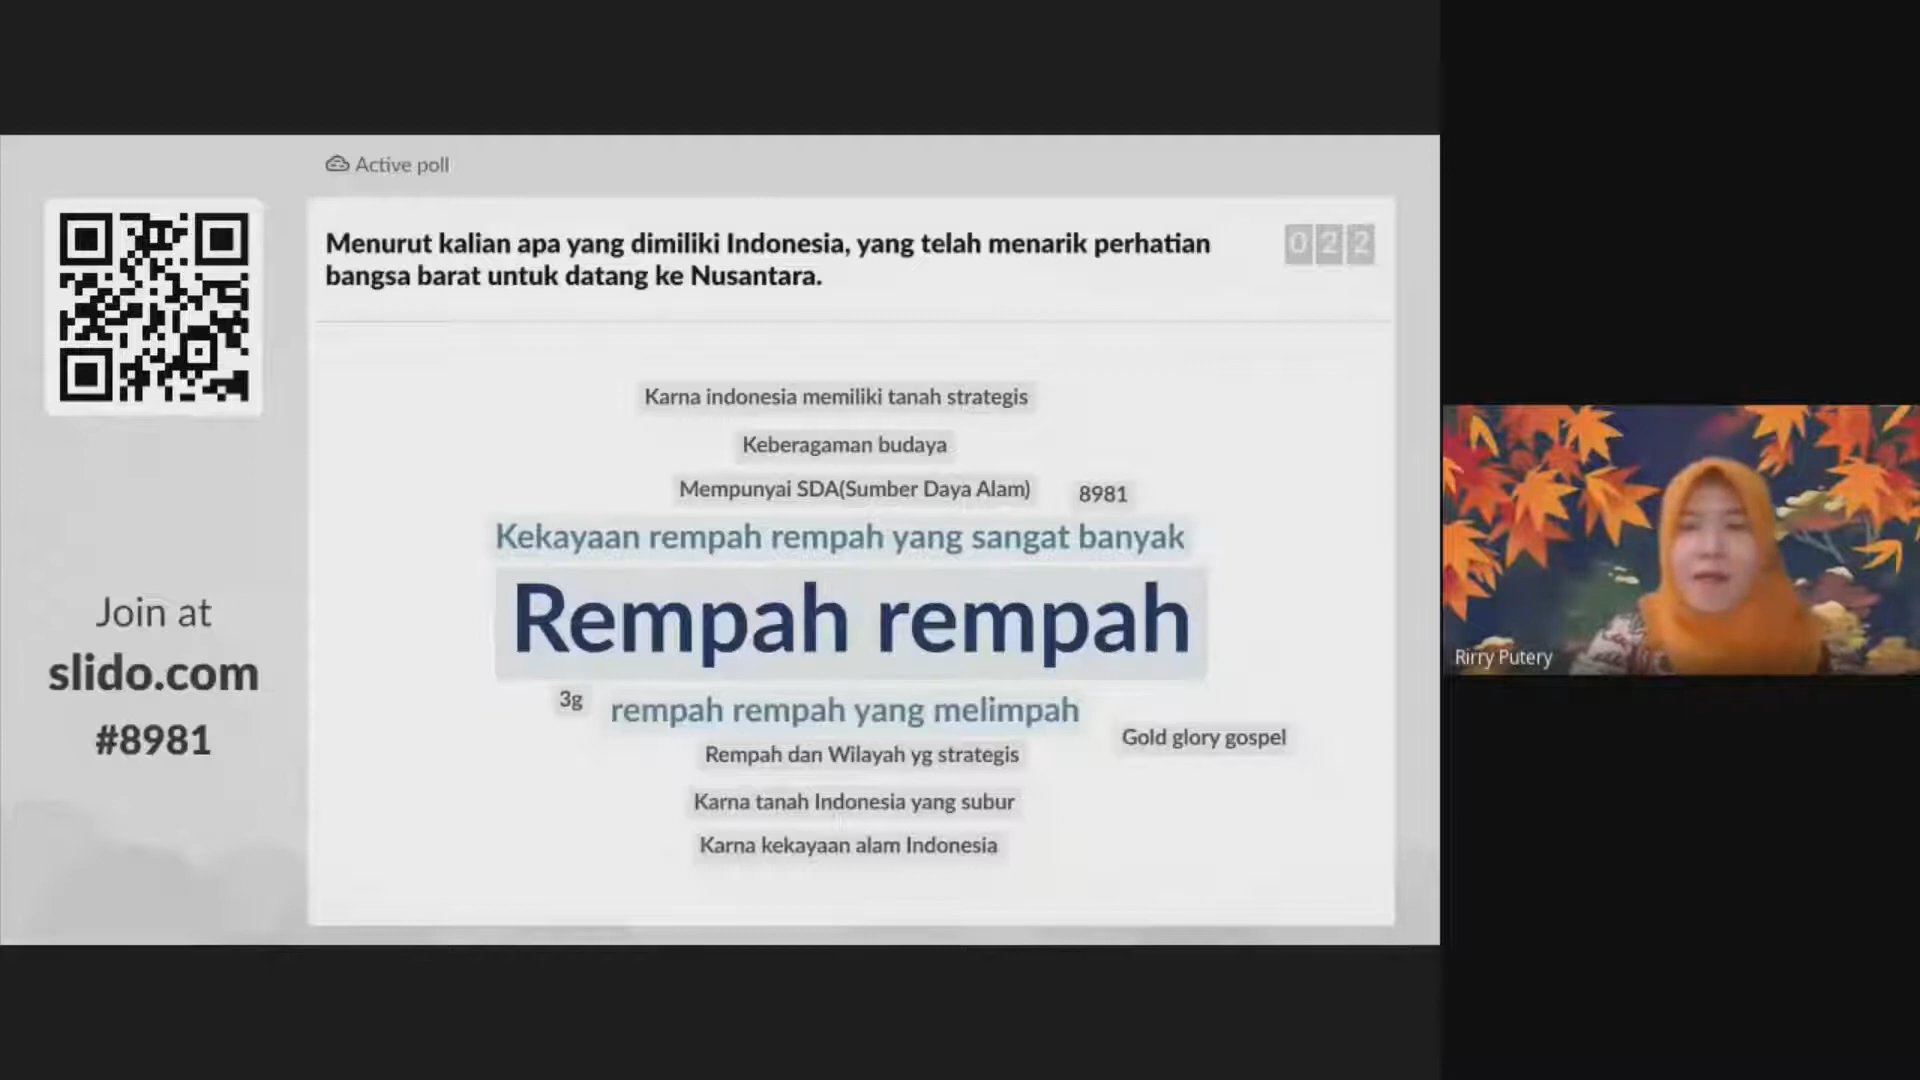 Active poll
Menurut kalian apa yang dimiliki Indonesia, yang telah menarik perhatian
bangsa barat untuk datang ke Nusantara.
022
Karna indonesia memiliki tanah strategis
Keberagaman budaya
Mempunyai SDA(Sumber Daya Alam)
8981
Kekayaan rempah rempah yang sangat banyak
Rempah rempah
3g
rempah rempah yang melimpah
Gold glory gospel
Rempah dan Wilayah yg strategis
Karna tanah Indonesia yang subur
Karna kekayaan alam Indonesia
Join at
slido.com
#8981
Rirry Putery